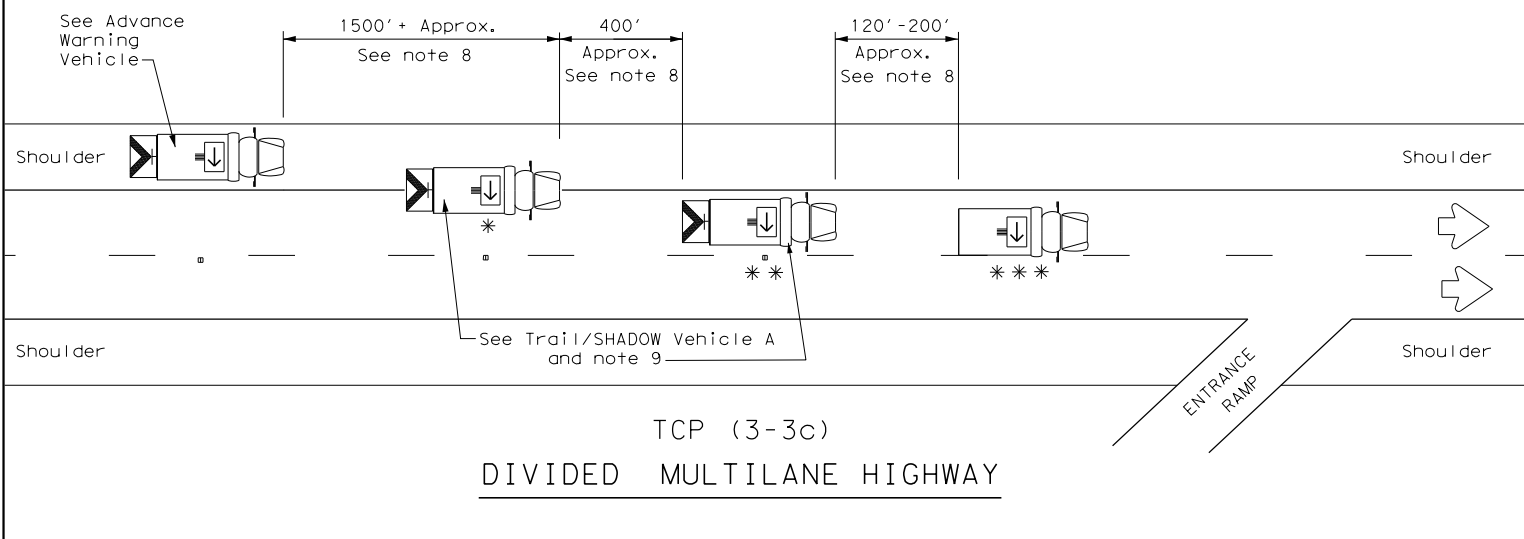 See Advance
Warning
Vehicle
1500'+ Approx.
See note 8
400'
Approx.
See note 8
120'-200'
Approx.
See note 8
Shoulder
Shoulder
*
* *
* * *
See Trail/SHADOW Vehicle A
and note 9
Shoulder
Shoulder
ENTRANCE
RAMP
TCP (3-3c)
DIVIDED MULTILANE HIGHWAY